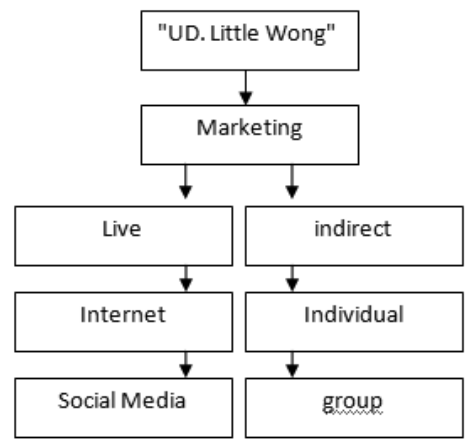 "UD. Little Wong"
Marketing
Live
indirect
Internet
Individual
Social Media
group